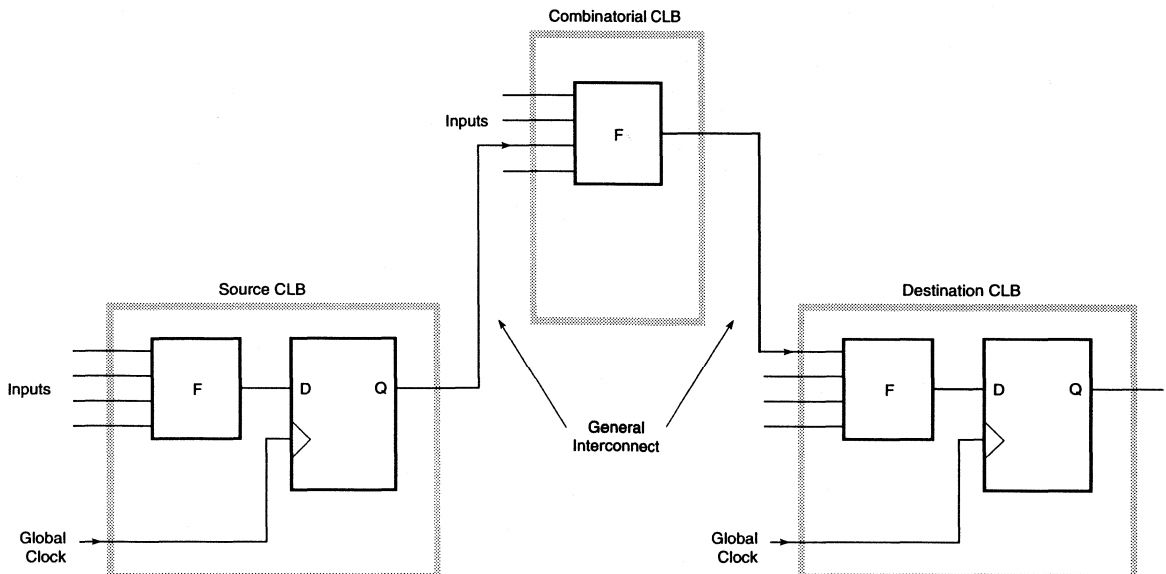 Combinatorial CLB
Inputs
F
Source CLB
Destination CLB
Inputs
F
D
Q
General
Interconnect
F
D
Q
Global
Clock
Global
Clock